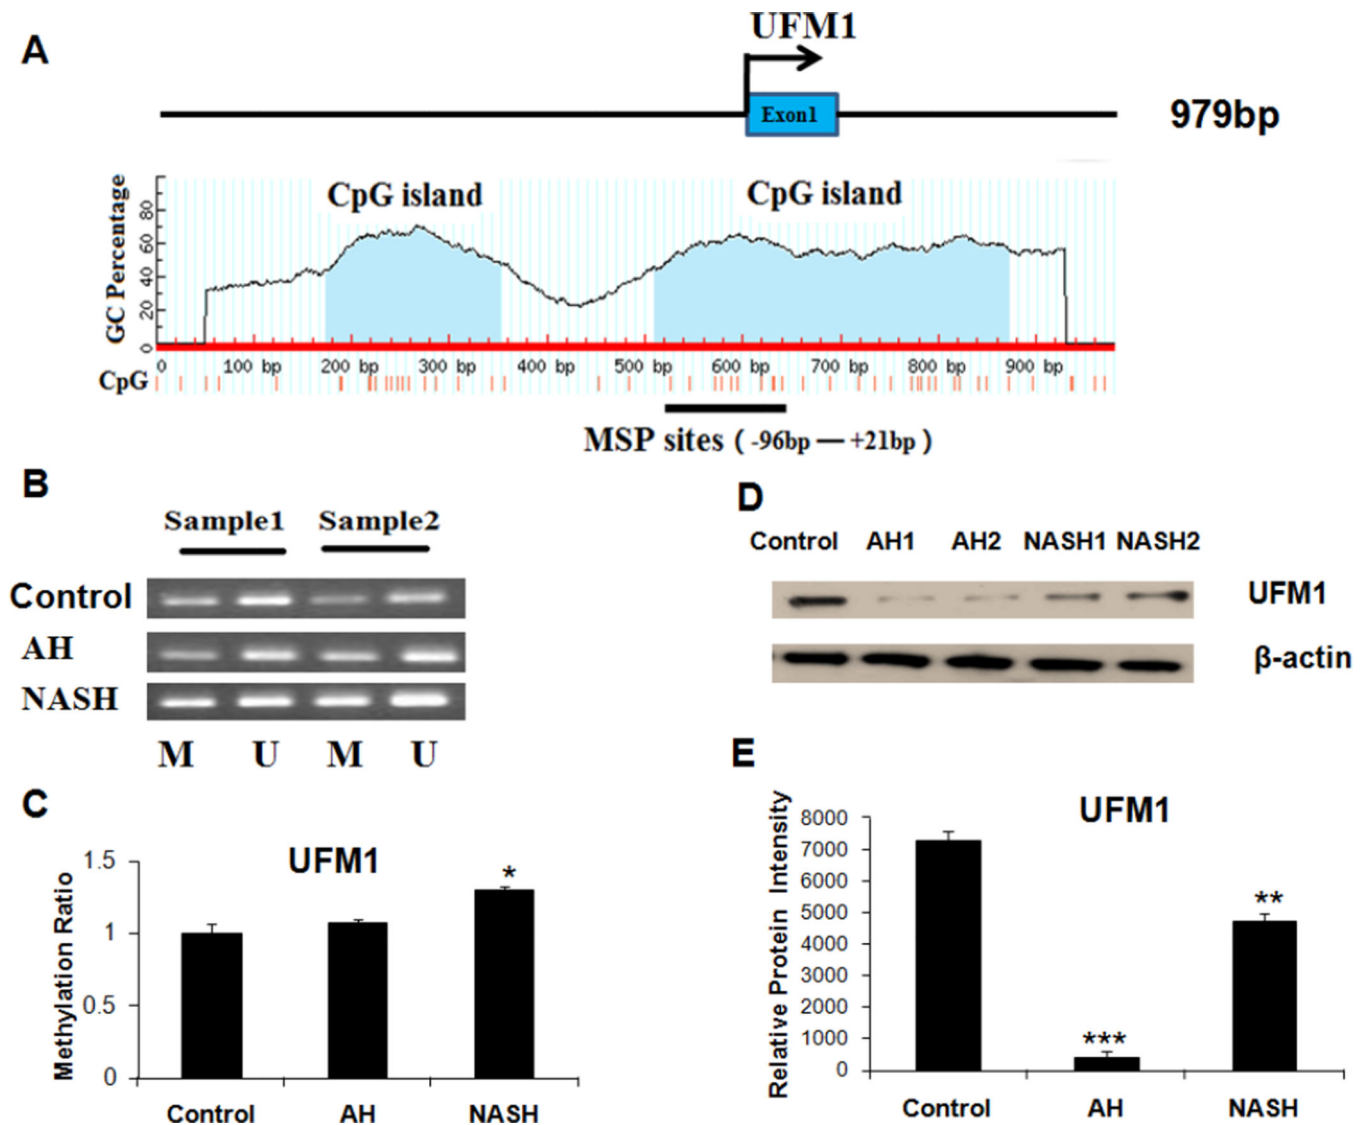 A
UFM1
Exon1
979bp
CpG island
CpG island
GC Percentage
80
60
40
20
0
0 100 bp 200 bp 300 bp 400 bp 500 bp 600 bp 700 bp 800 bp 900 bp
CpG
MSP sites ( -96bp — +21bp )
B
Sample1 Sample2
Control
AH
NASH
M U M U
C
UFM1
*
Methylation Ratio
1.5
1
0.5
0
Control AH NASH
D
Control AH1 AH2 NASH1 NASH2
UFM1
β-actin
E
UFM1
Relative Protein Intensity
8000
7000
6000
5000
4000
3000
2000
1000
0
***
**
Control AH NASH